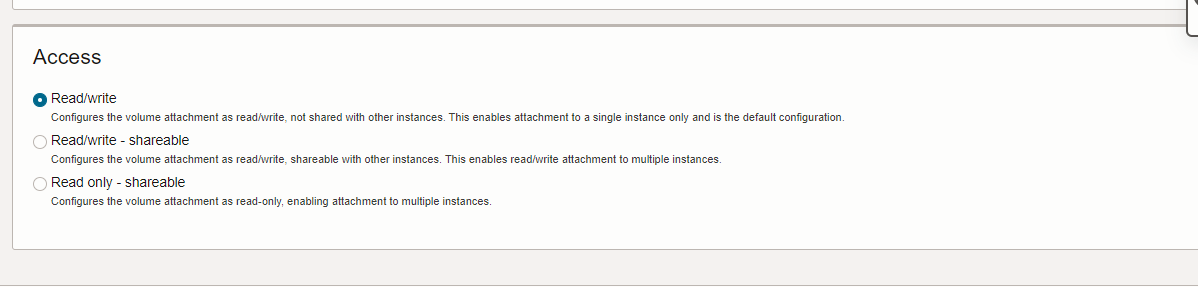 Access
Read/write
Configures the volume attachment as read/write, not shared with other instances. This enables attachment to a single instance only and is the default configuration.
Read/write - shareable
Configures the volume attachment as read/write, shareable with other instances. This enables read/write attachment to multiple instances.
Read only - shareable
Configures the volume attachment as read-only, enabling attachment to multiple instances.